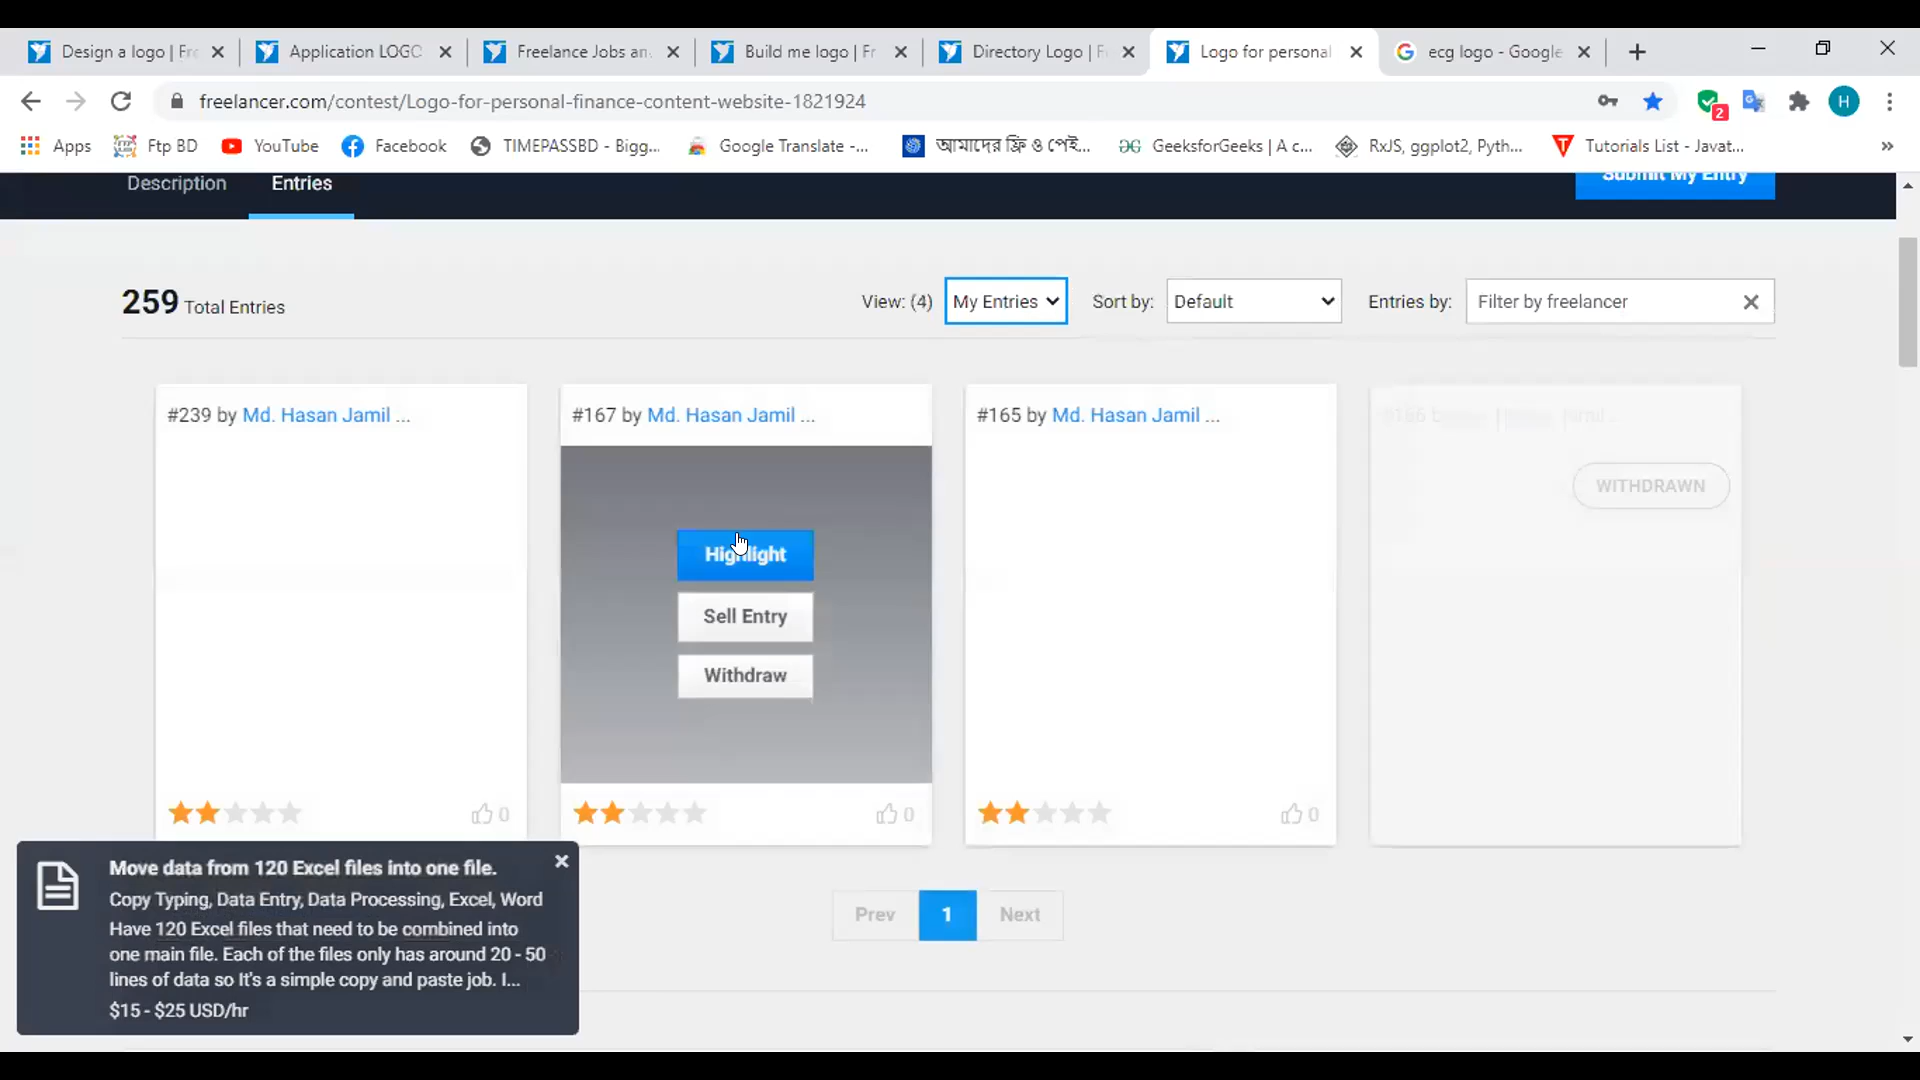 Design a logo | Fre
Application LOGO
Freelance Jobs an
Build me logo | Fr
Directory Logo | F
Logo for personal
ecg logo - Google
freelancer.com/contest/Logo-for-personal-finance-content-website-1821924
2
H
Apps
Ftp BD
YouTube
Facebook
TIMEPASSBD - Bigg...
Google Translate -...
আমাদের ফ্রি ও পেই...
GeeksforGeeks | A c...
RxJS, ggplot2, Pyth...
Tutorials List - Javat...
»
Description
Entries
Submit My Entry
259 Total Entries
View: (4)
My Entries
Sort by:
Default
Entries by:
Filter by freelancer
#239 by Md. Hasan Jamil ...
#167 by Md. Hasan Jamil ...
#165 by Md. Hasan Jamil ...
WITHDRAWN
Highlight
Sell Entry
Withdraw
0
0
0
Move data from 120 Excel files into one file.
Copy Typing, Data Entry, Data Processing, Excel, Word
Have 120 Excel files that need to be combined into
one main file. Each of the files only has around 20 - 50
lines of data so It's a simple copy and paste job. I...
$15 - $25 USD/hr
Prev
1
Next